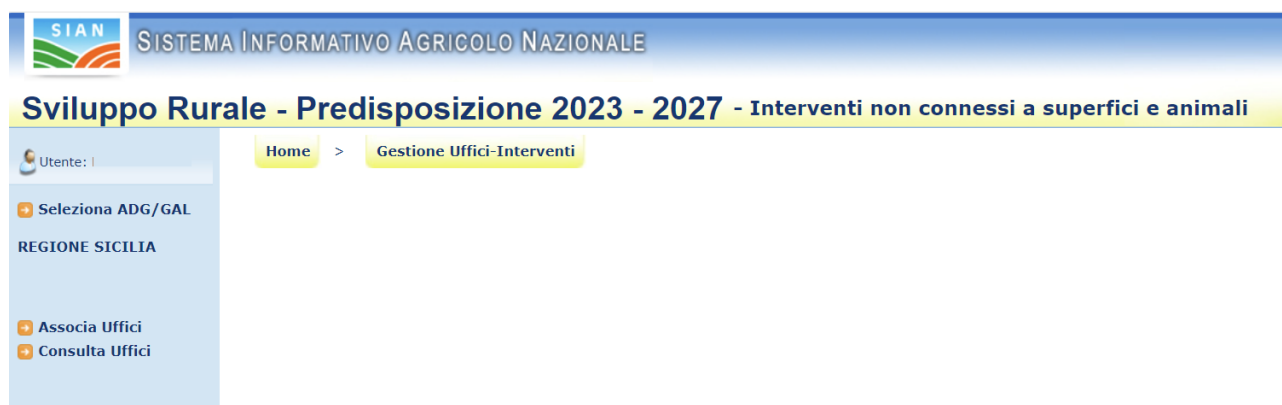 SIAN
SISTEMA INFORMATIVO AGRICOLO NAZIONALE
Sviluppo Rurale - Predisposizione 2023 - 2027 - Interventi non connessi a superfici e animali
Utente:
Home > Gestione Uffici-Interventi
Seleziona ADG/GAL
REGIONE SICILIA
Associa Uffici
Consulta Uffici